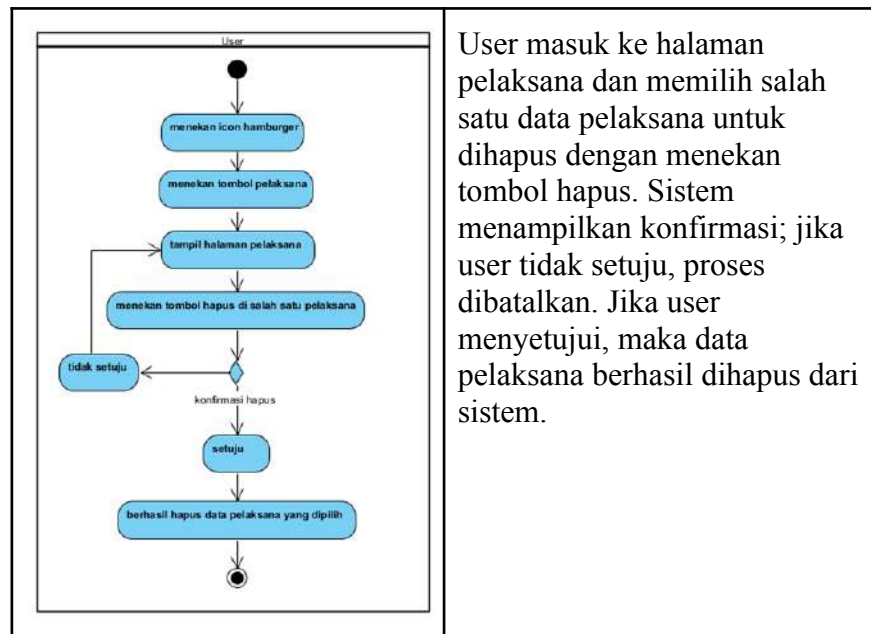 User
menekan icon hamburger
menekan tombol pelaksana
tampil halaman pelaksana
menekan tombol hapus di salah satu pelaksana
tidak setuju
konfirmasi hapus
setuju
berhasil hapus data pelaksana yang dipilih
User masuk ke halaman
pelaksana dan memilih salah
satu data pelaksana untuk
dihapus dengan menekan
tombol hapus. Sistem
menampilkan konfirmasi; jika
user tidak setuju, proses
dibatalkan. Jika user
menyetujui, maka data
pelaksana berhasil dihapus dari
sistem.